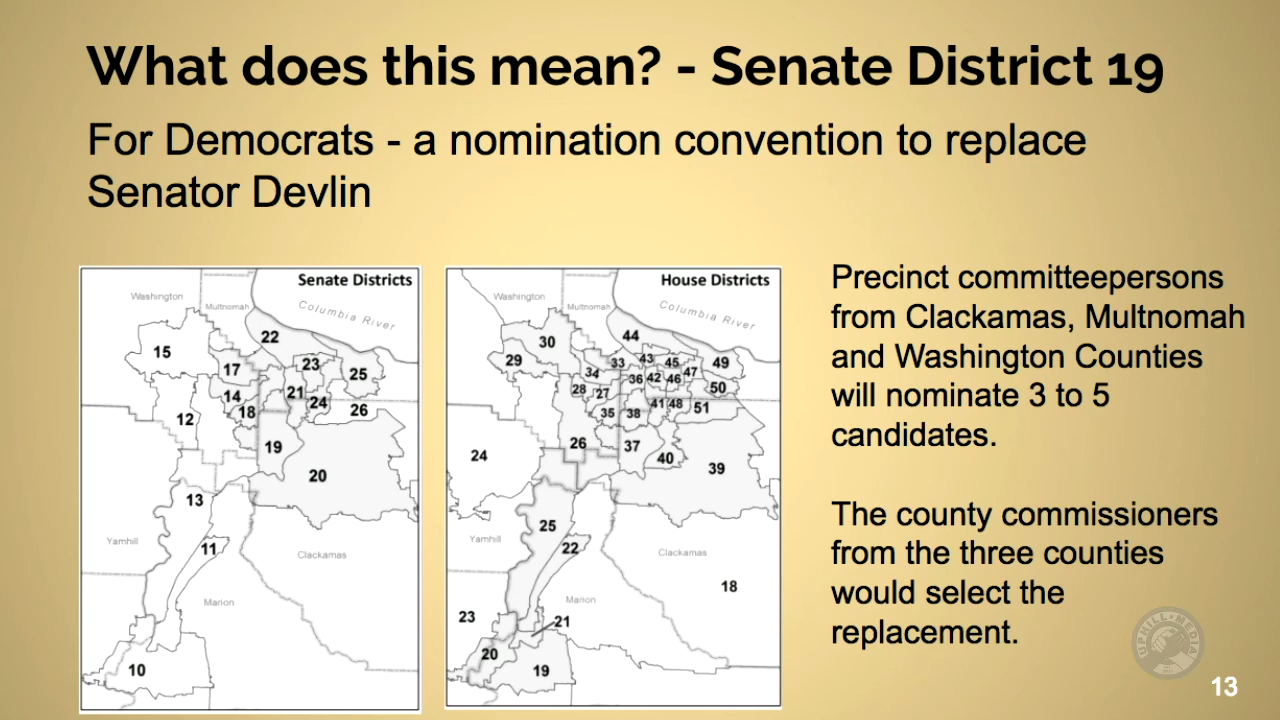 What does this mean? - Senate District 19
For Democrats - a nomination convention to replace
Senator Devlin
Senate Districts
Washington
Multnomah
Columbia River
22
15
23
17
25
21
14
24
18
26
12
19
20
13
11
Yamhill
Clackamas
Marion
10
House Districts
Washington
Multnomah
Columbia River
44
30
29
33
43
45
49
34
36
42
46
47
28
27
50
41
48
51
35
38
26
37
24
40
39
25
22
Yamhill
Clackamas
18
Marion
23
21
20
19
Precinct committeepersons
from Clackamas, Multnomah
and Washington Counties
will nominate 3 to 5
candidates.
The county commissioners
from the three counties
would select the
replacement.
UPHILL MEDIA
13